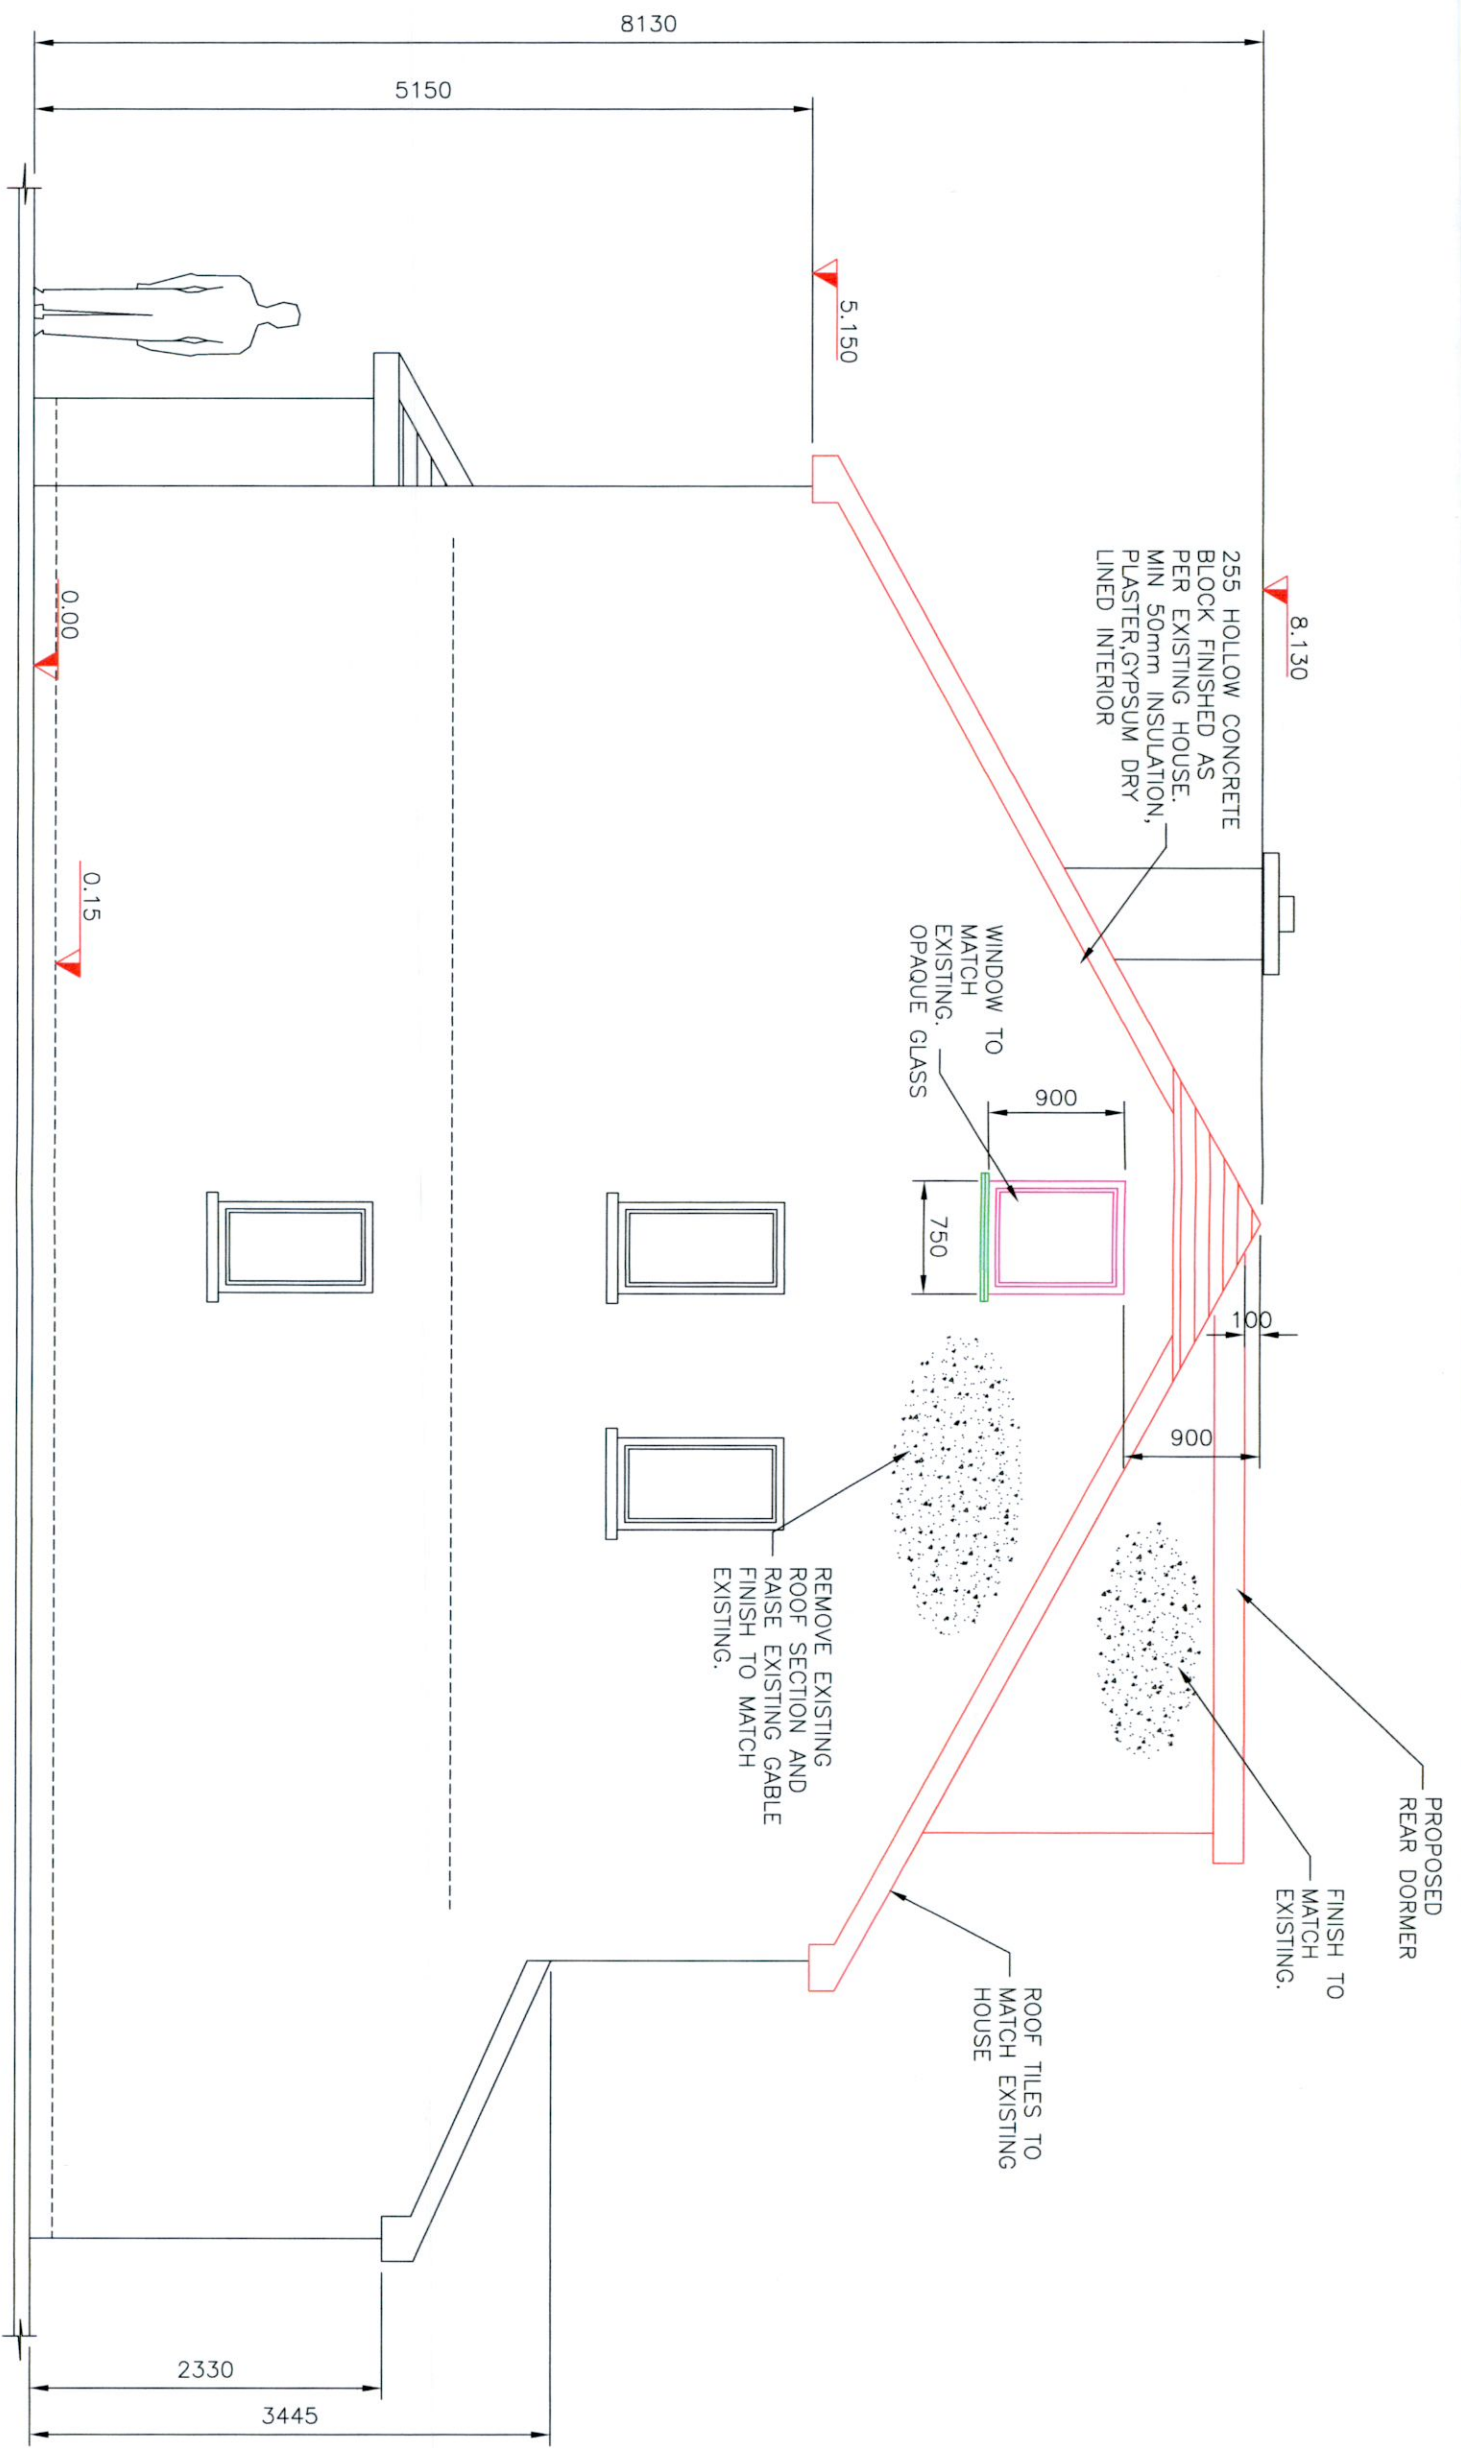 8130
5150
5.150
8.130
255 HOLLOW CONCRETE
BLOCK FINISHED AS
PER EXISTING HOUSE.
MIN 50mm INSULATION,
PLASTER,GYPSUM DRY
LINED INTERIOR
0.00
0.15
WINDOW TO
MATCH
EXISTING.
OPAQUE GLASS
900
750
100
900
REMOVE EXISTING
ROOF SECTION AND
RAISE EXISTING GABLE
FINISH TO MATCH
EXISTING.
PROPOSED
REAR DORMER
FINISH TO
MATCH
EXISTING.
ROOF TILES TO
MATCH EXISTING
HOUSE
2330
3445